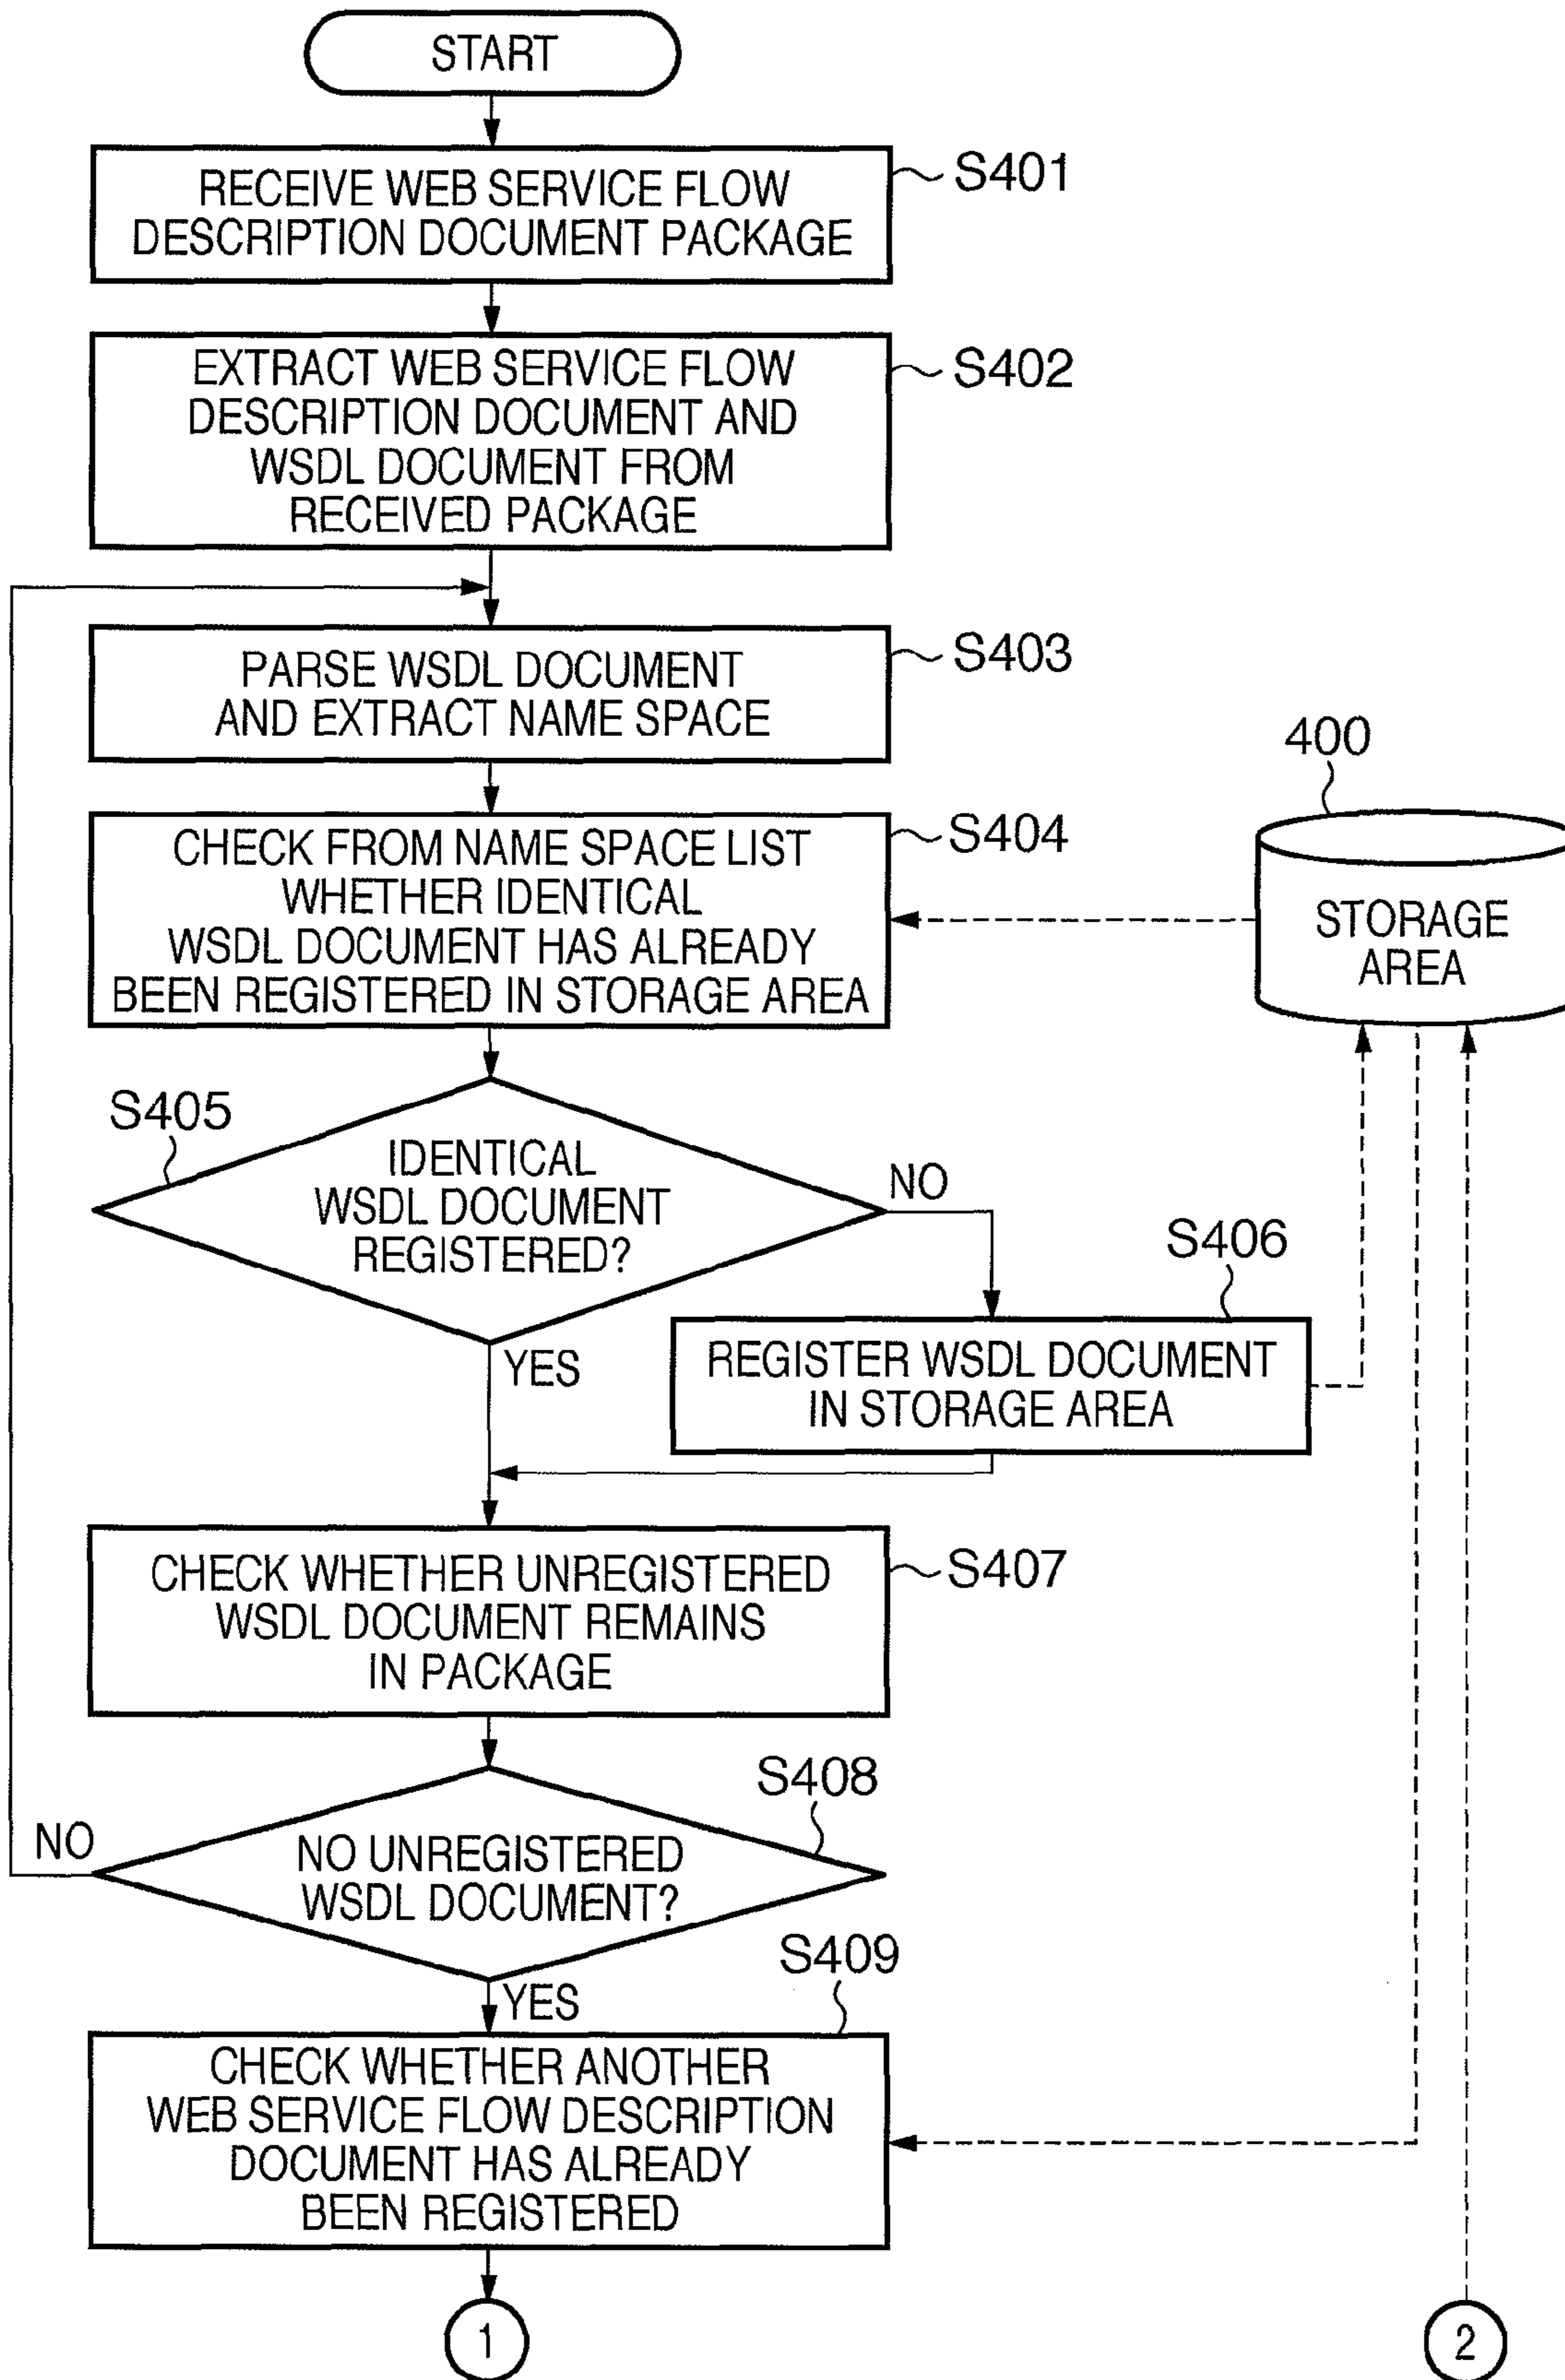 START
RECEIVE WEB SERVICE FLOW
DESCRIPTION DOCUMENT PACKAGE
S401
EXTRACT WEB SERVICE FLOW
DESCRIPTION DOCUMENT AND
WSDL DOCUMENT FROM
RECEIVED PACKAGE
S402
PARSE WSDL DOCUMENT
AND EXTRACT NAME SPACE
S403
400
STORAGE
AREA
CHECK FROM NAME SPACE LIST
WHETHER IDENTICAL
WSDL DOCUMENT HAS ALREADY
BEEN REGISTERED IN STORAGE AREA
S404
S405
IDENTICAL
WSDL DOCUMENT
REGISTERED?
NO
YES
S406
REGISTER WSDL DOCUMENT
IN STORAGE AREA
CHECK WHETHER UNREGISTERED
WSDL DOCUMENT REMAINS
IN PACKAGE
S407
S408
NO
NO UNREGISTERED
WSDL DOCUMENT?
YES
S409
CHECK WHETHER ANOTHER
WEB SERVICE FLOW DESCRIPTION
DOCUMENT HAS ALREADY
BEEN REGISTERED
1
2